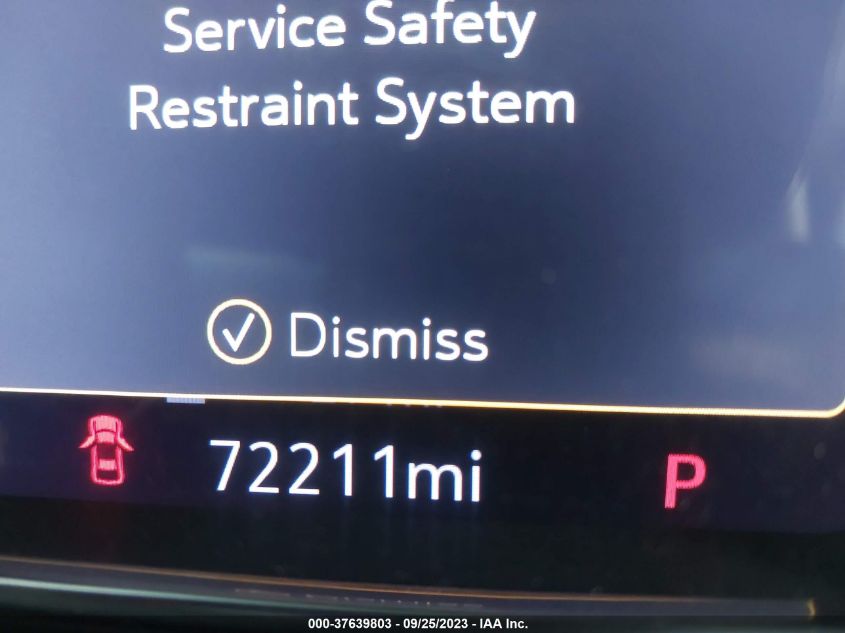 Service Safety
Restraint System
Dismiss
72211mi P
000-37639803 - 09/25/2023 - IAA Inc.